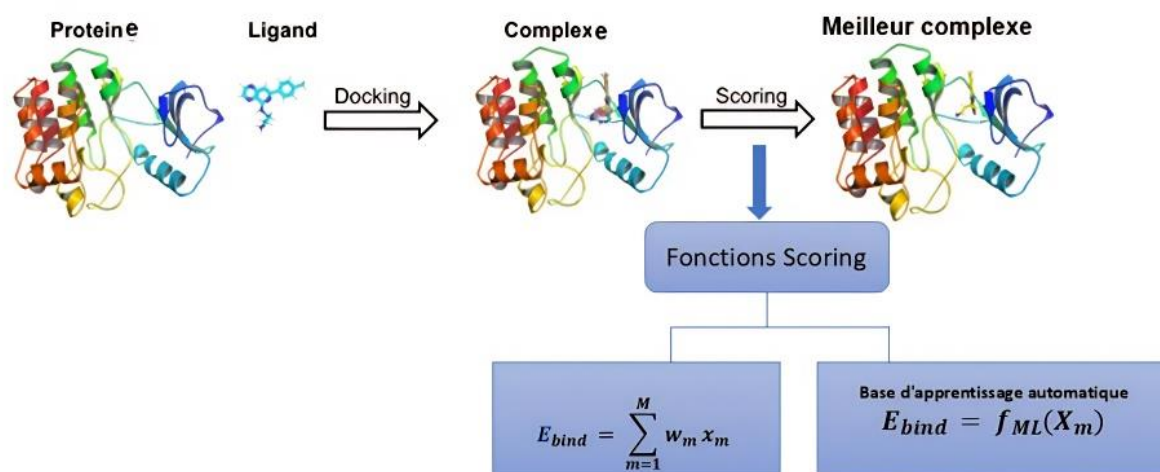 Proteine
Ligand
Complexe
Meilleur complexe
Docking
Scoring
Fonctions Scoring
E_{bind} = \sum_{m=1}^{M} w_m x_m
Base d'apprentissage automatique
E_{bind} = f_{ML}(X_m)